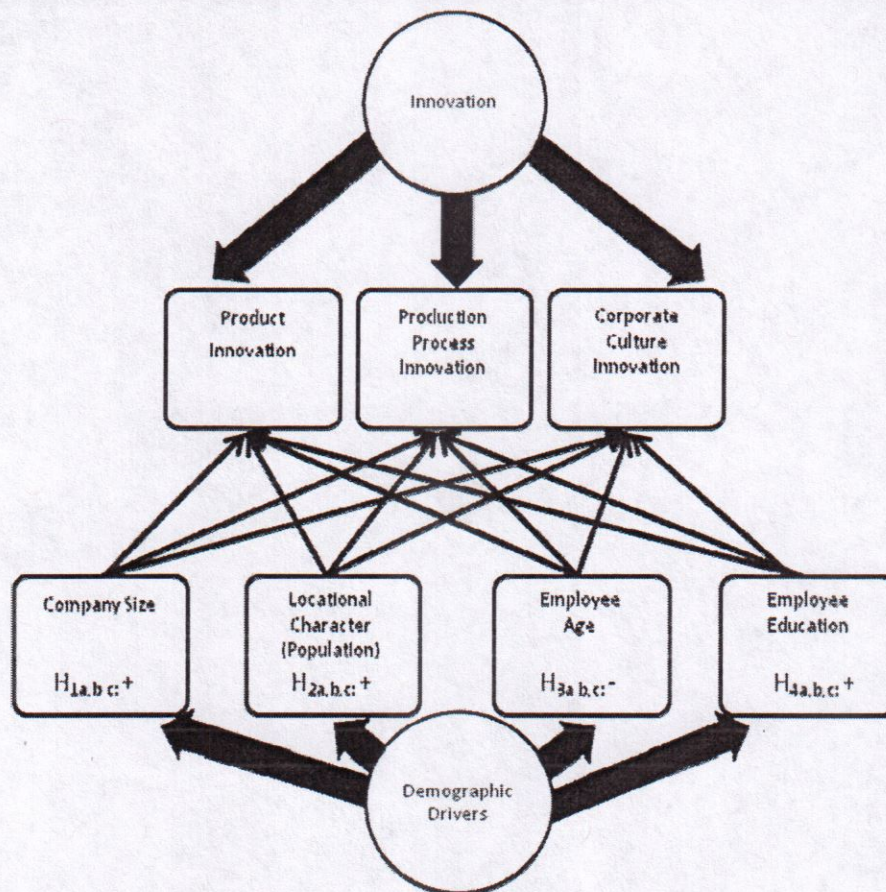 Innovation
Product
Innovation
Production
Process
Innovation
Corporate
Culture
Innovation
Company Size
H1a.b c: +
Locational
Character
(Population)
H2a,b,c: +
Employee
Age
H3a b,c: -
Employee
Education
H4a,b,c: +
Demographic
Drivers